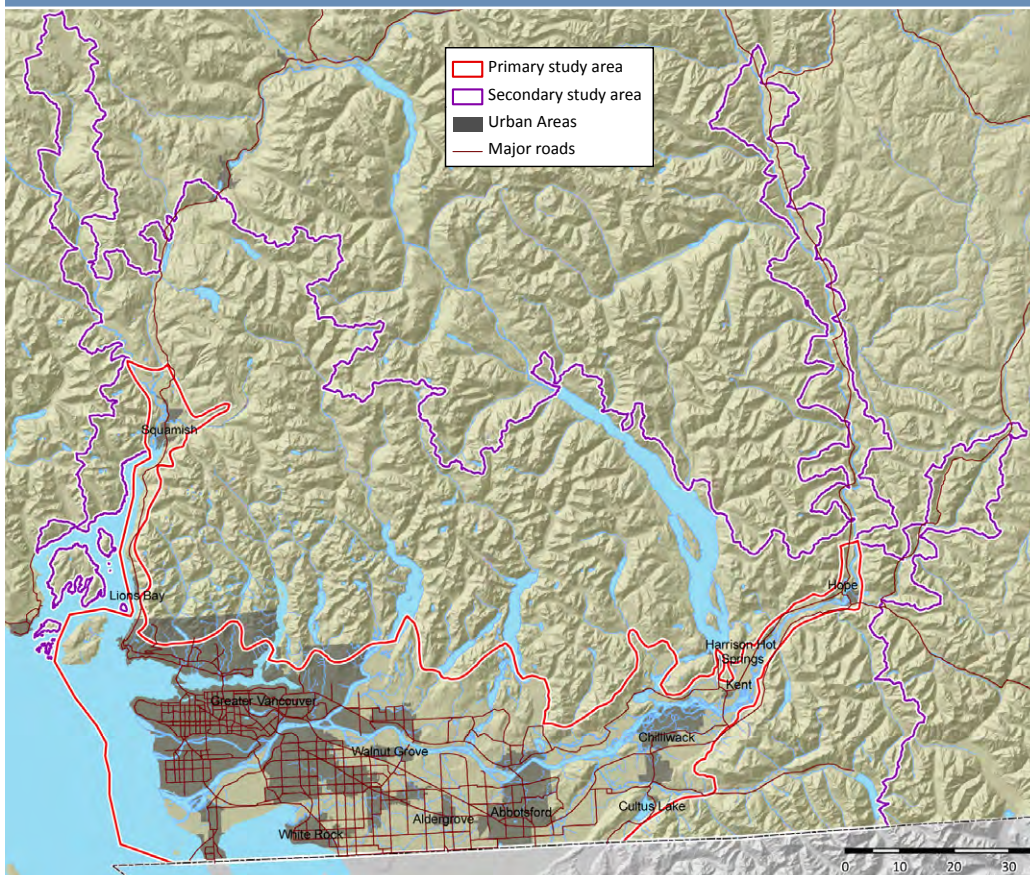 Primary study area
Secondary study area
Urban Areas
Major roads
Squamish
Lions Bay
Hope
Harrison Hot
Springs
Kent
Greater Vancouver
Chilliwack
Walnut Grove
Cultus Lake
Abbotsford
Aldergrove
White Rock
0 10 20 30